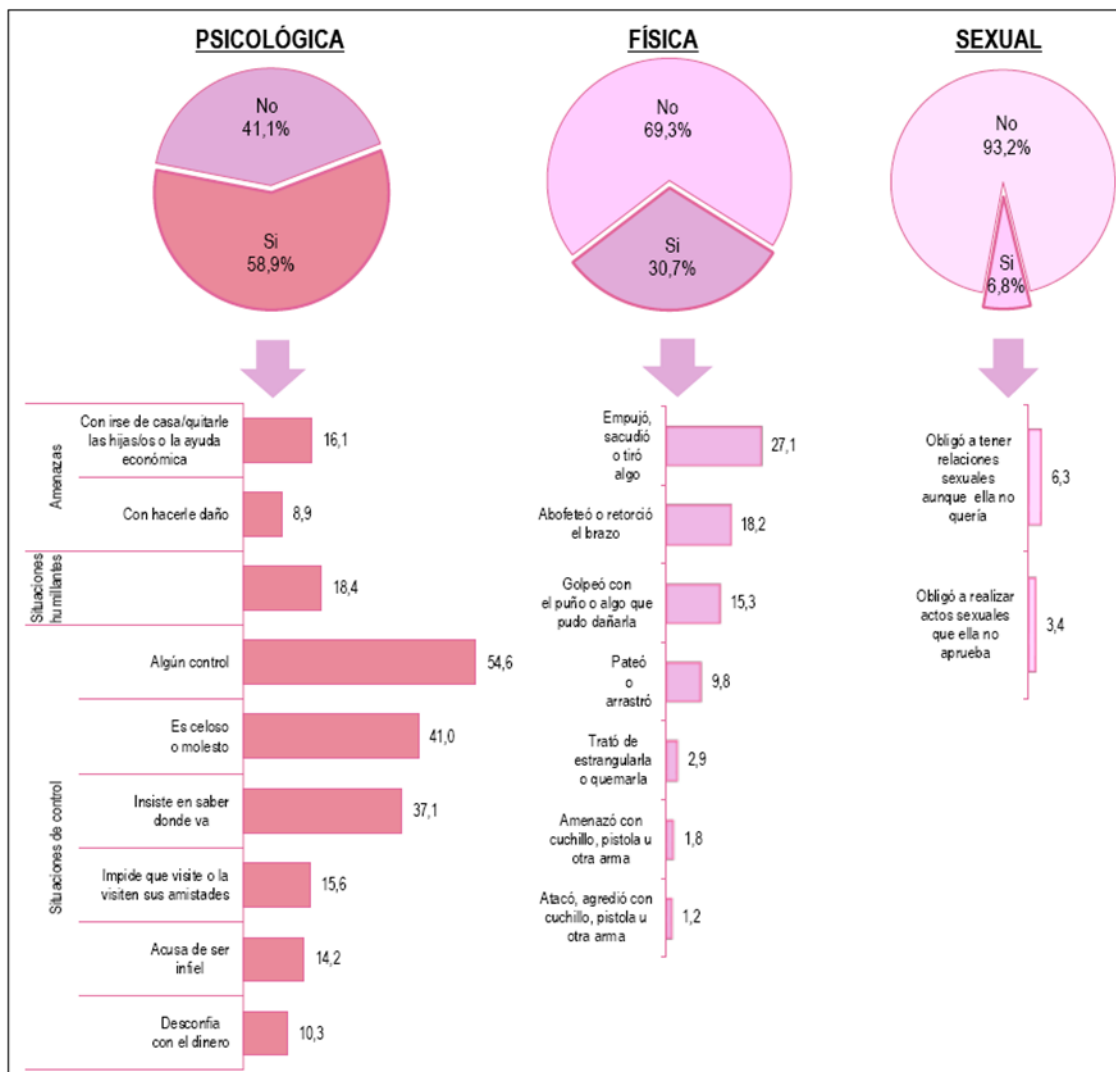 PSICOLÓGICA
No
41,1%
Si
58,9%
Amenazas
Con irse de casa/quitarle
las hijas/os o la ayuda
económica
16,1
Con hacerle daño
8,9
Situaciones
humillantes
18,4
Situaciones de control
Algún control
54,6
Es celoso
o molesto
41,0
Insiste en saber
donde va
37,1
Impide que visite o la
visiten sus amistades
15,6
Acusa de ser
infiel
14,2
Desconfia
con el dinero
10,3
FÍSICA
No
69,3%
Si
30,7%
Empujó,
sacudió
o tiró
algo
27,1
Abofeteó o retorció
el brazo
18,2
Golpeó con
el puño o algo que
pudo dañarla
15,3
Pateó
o
arrastró
9,8
Trató de
estrangularla
o quemarla
2,9
Amenazó con
cuchillo, pistola u
otra arma
1,8
Atacó, agredió con
cuchillo, pistola u
otra arma
1,2
SEXUAL
No
93,2%
Si
6,8%
Obligó a tener
relaciones
sexuales
aunque ella no
quería
6,3
Obligó a realizar
actos sexuales
que ella no
aprueba
3,4